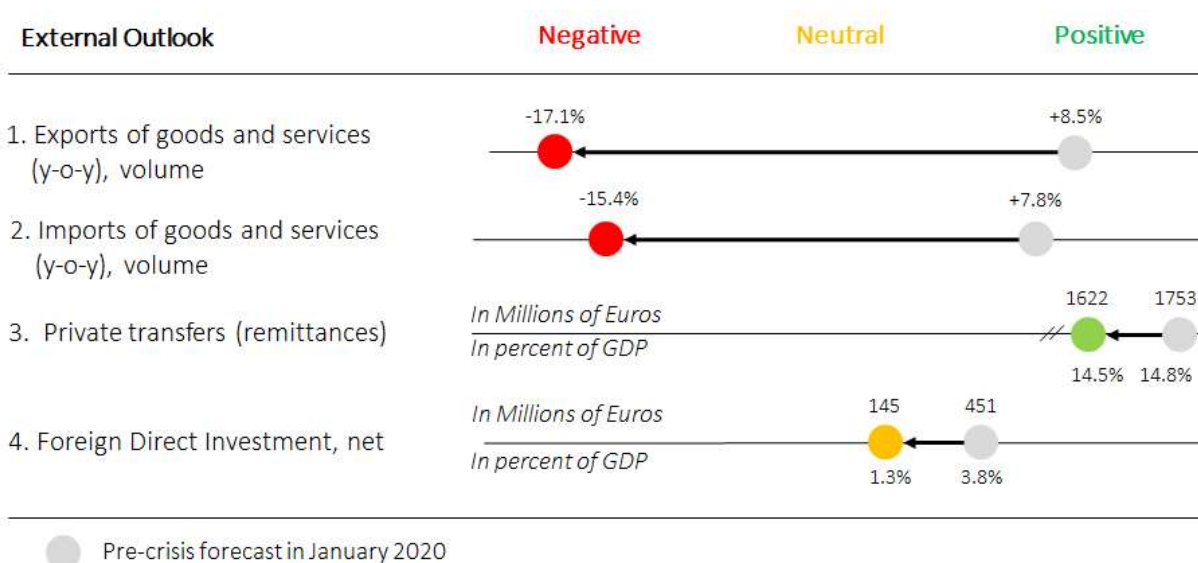 External Outlook Negative Neutral Positive
-17.1% +8.5%
1. Exports of goods and services
(y-o-y), volume
-15.4% +7.8%
2. Imports of goods and services
(y-o-y), volume
1622 1753
In Millions of Euros
3. Private transfers (remittances)
In percent of GDP
14.5% 14.8%
In Millions of Euros 145 451
4. Foreign Direct Investment, net
In percent of GDP
1.3% 3.8%
Pre-crisis forecast in January 2020